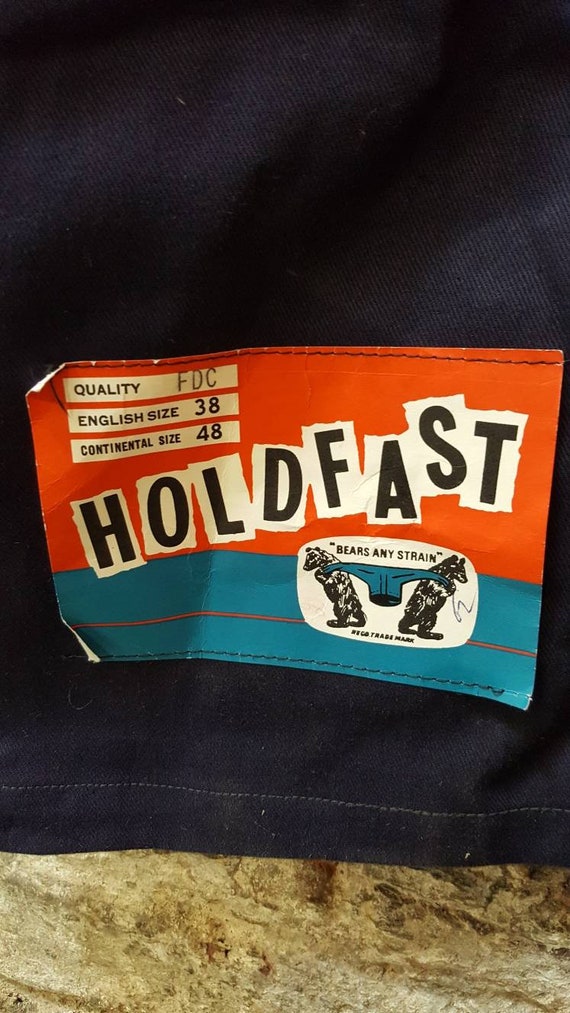 QUALITY FDC
ENGLISH SIZE 38
CONTINENTAL SIZE 48
HOLDFAST
"BEARS ANY STRAIN"
REGD. TRADE MARK